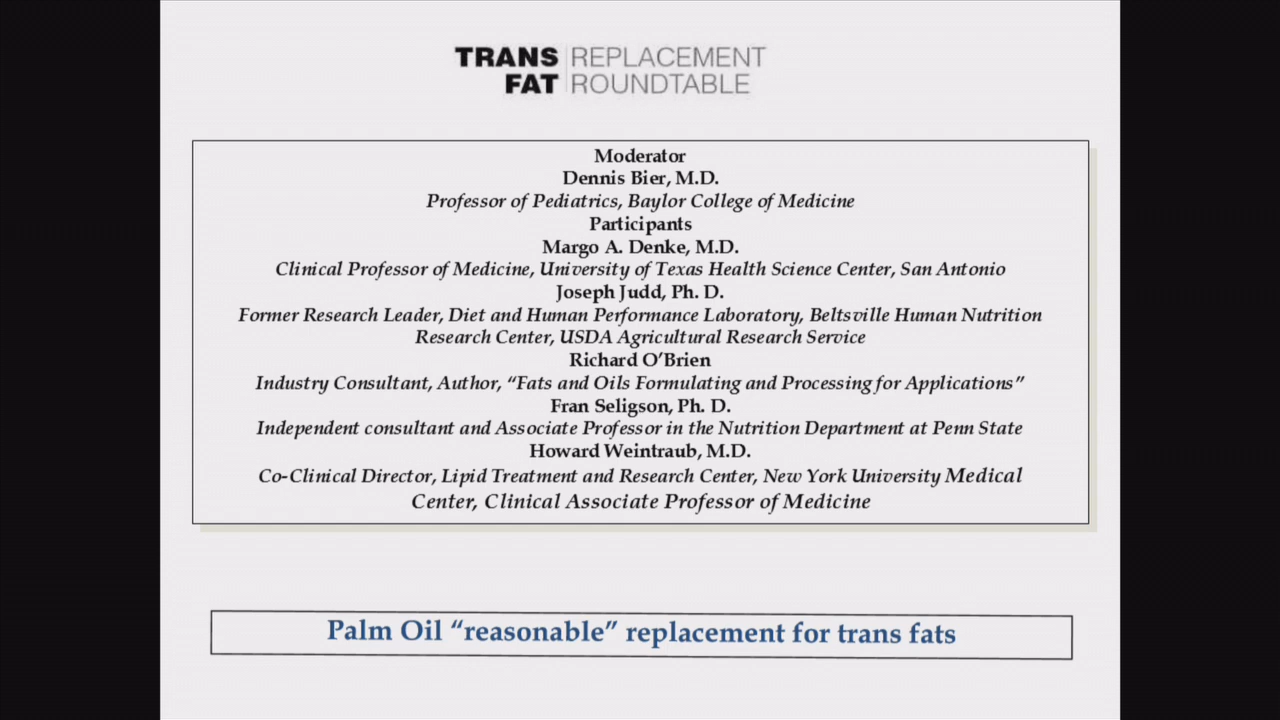 TRANS REPLACEMENT
FAT ROUNDTABLE
Moderator
Dennis Bier, M.D.
Professor of Pediatrics, Baylor College of Medicine
Participants
Margo A. Denke, M.D.
Clinical Professor of Medicine, University of Texas Health Science Center, San Antonio
Joseph Judd, Ph. D.
Former Research Leader, Diet and Human Performance Laboratory, Beltsville Human Nutrition
Research Center, USDA Agricultural Research Service
Richard O’Brien
Industry Consultant, Author, “Fats and Oils Formulating and Processing for Applications”
Fran Seligson, Ph. D.
Independent consultant and Associate Professor in the Nutrition Department at Penn State
Howard Weintraub, M.D.
Co-Clinical Director, Lipid Treatment and Research Center, New York University Medical
Center, Clinical Associate Professor of Medicine
Palm Oil “reasonable” replacement for trans fats